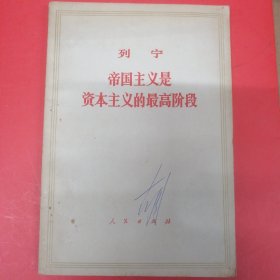 列宁
帝国主义是
资本主义的最高阶段
人民出版社